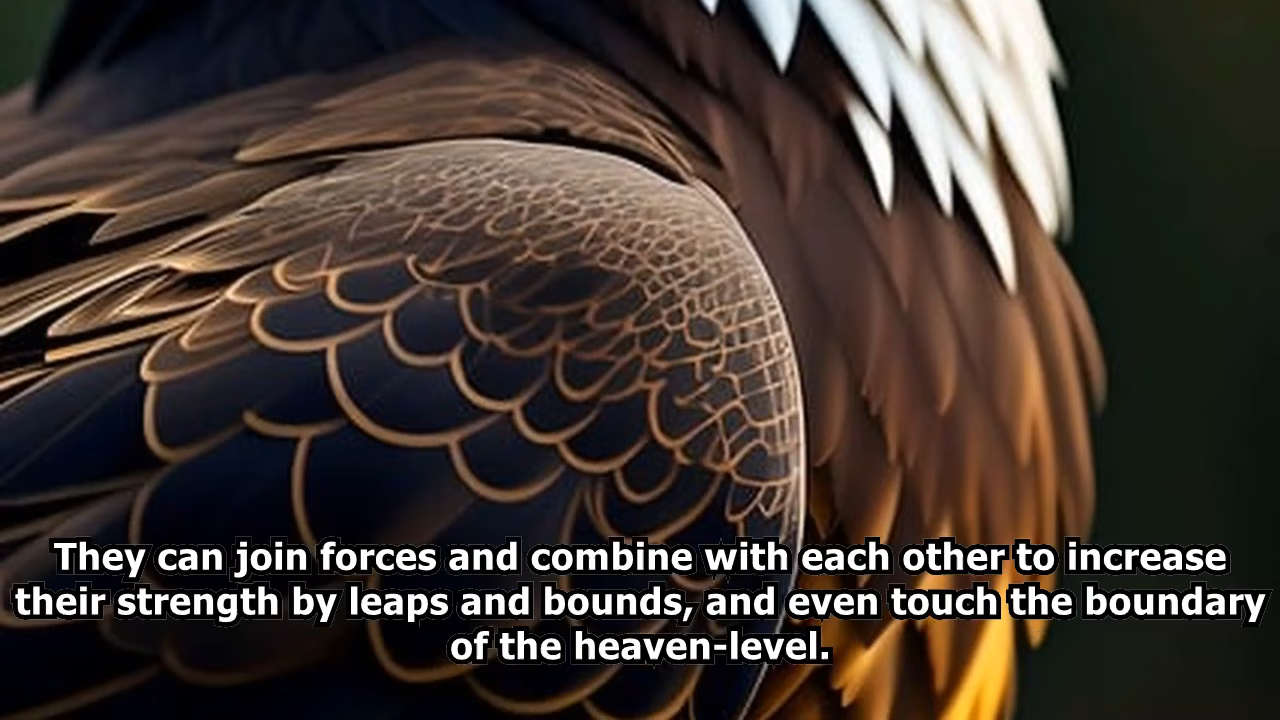 They can join forces and combine with each other to increase
their strength by leaps and bounds, and even touch the boundary
of the heaven-level.